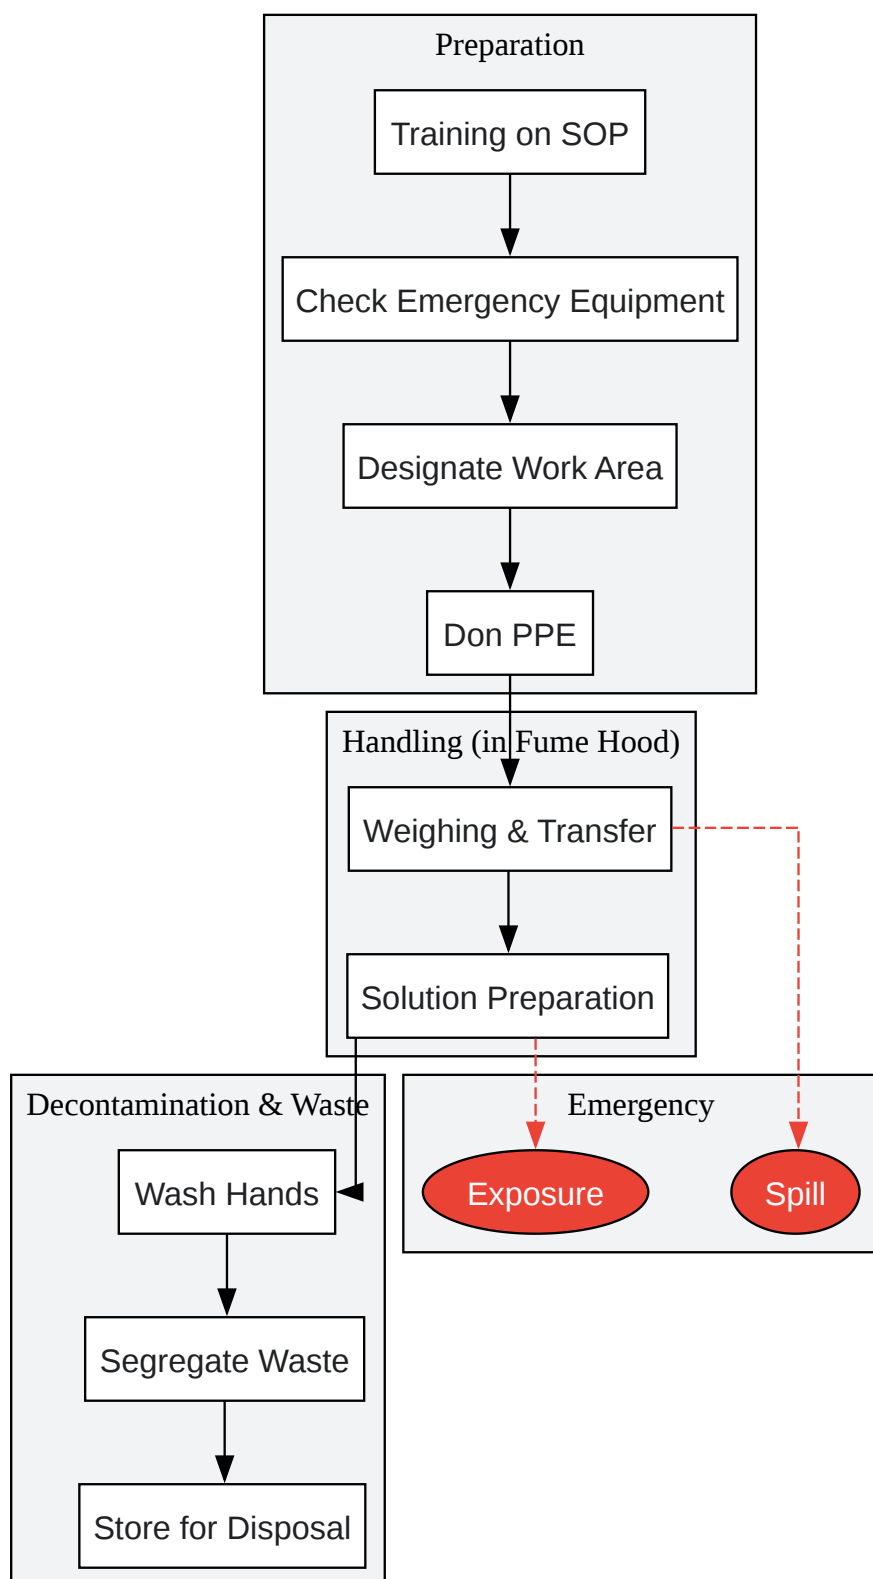 Preparation
Training on SOP
Check Emergency Equipment
Designate Work Area
Don PPE
Handling (in Fume Hood)
Weighing & Transfer
Solution Preparation
Decontamination & Waste
Wash Hands
Segregate Waste
Store for Disposal
Emergency
Exposure
Spill